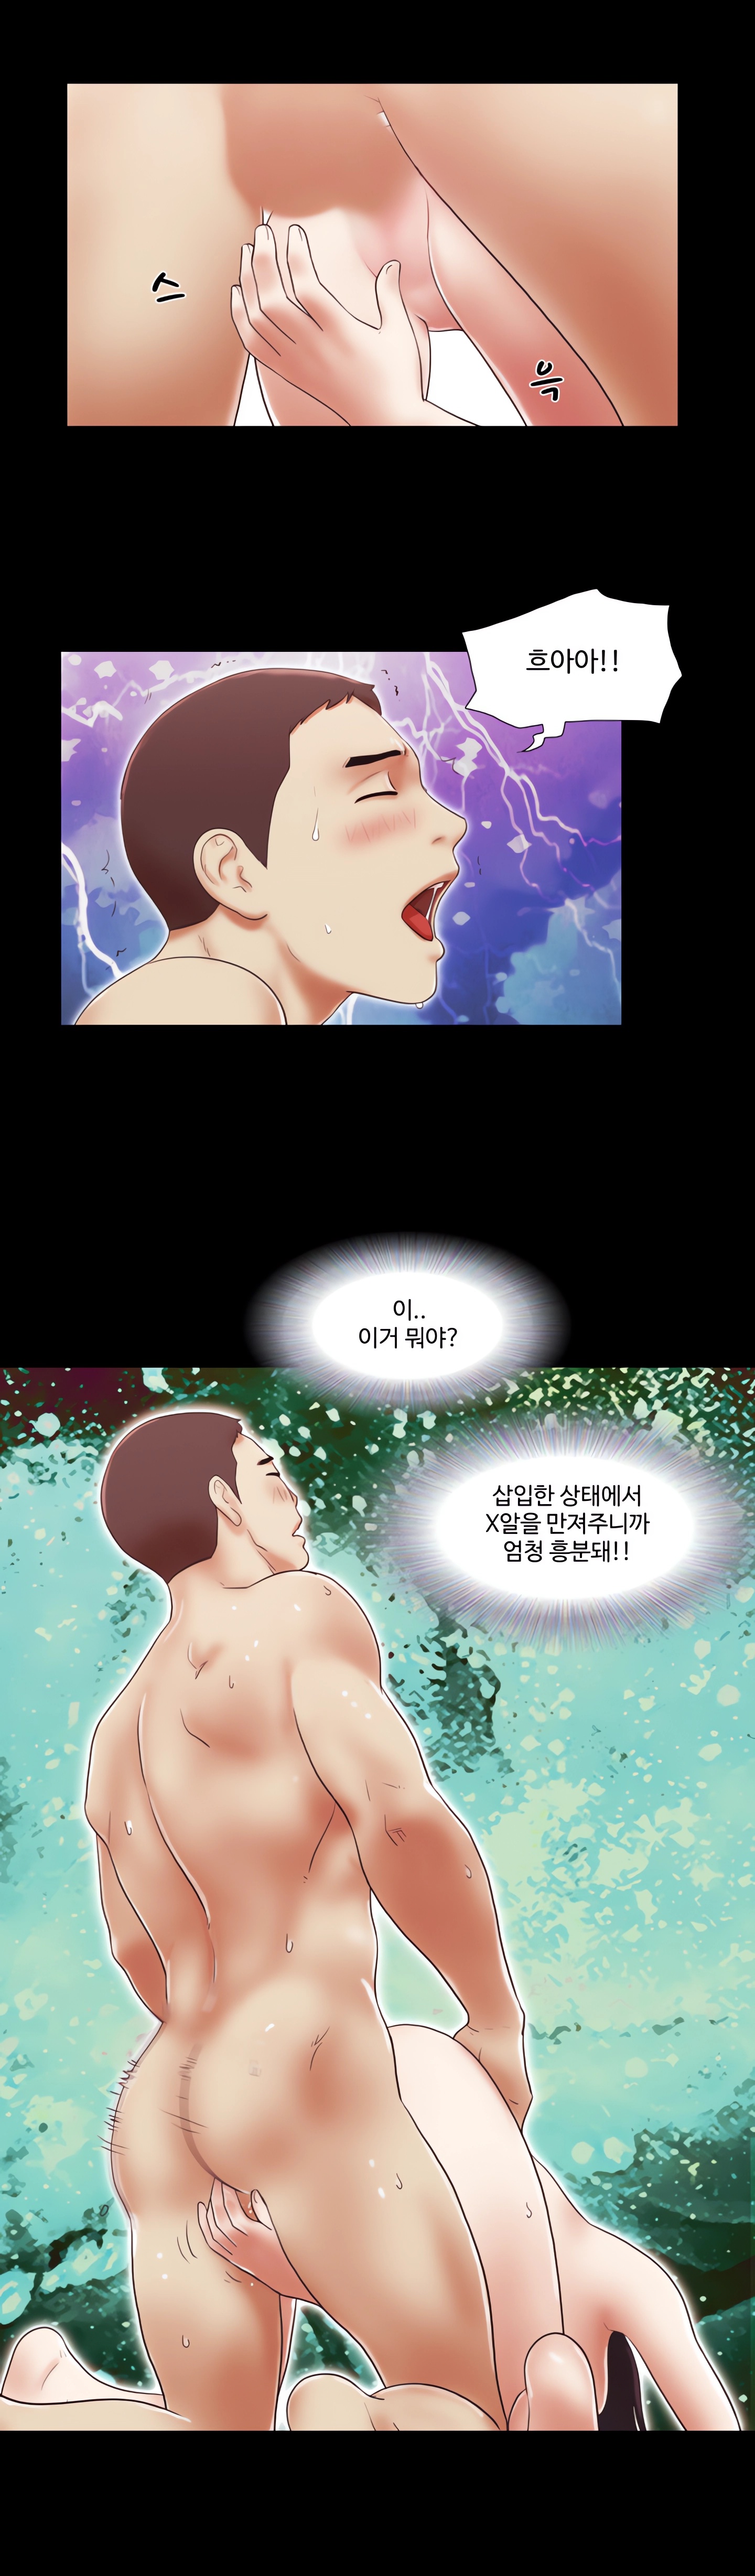 스
윽
흐아아!!
이..
이거 뭐야?
삽입한 상태에서
X알을 만져주니까
엄청 흥분돼!!